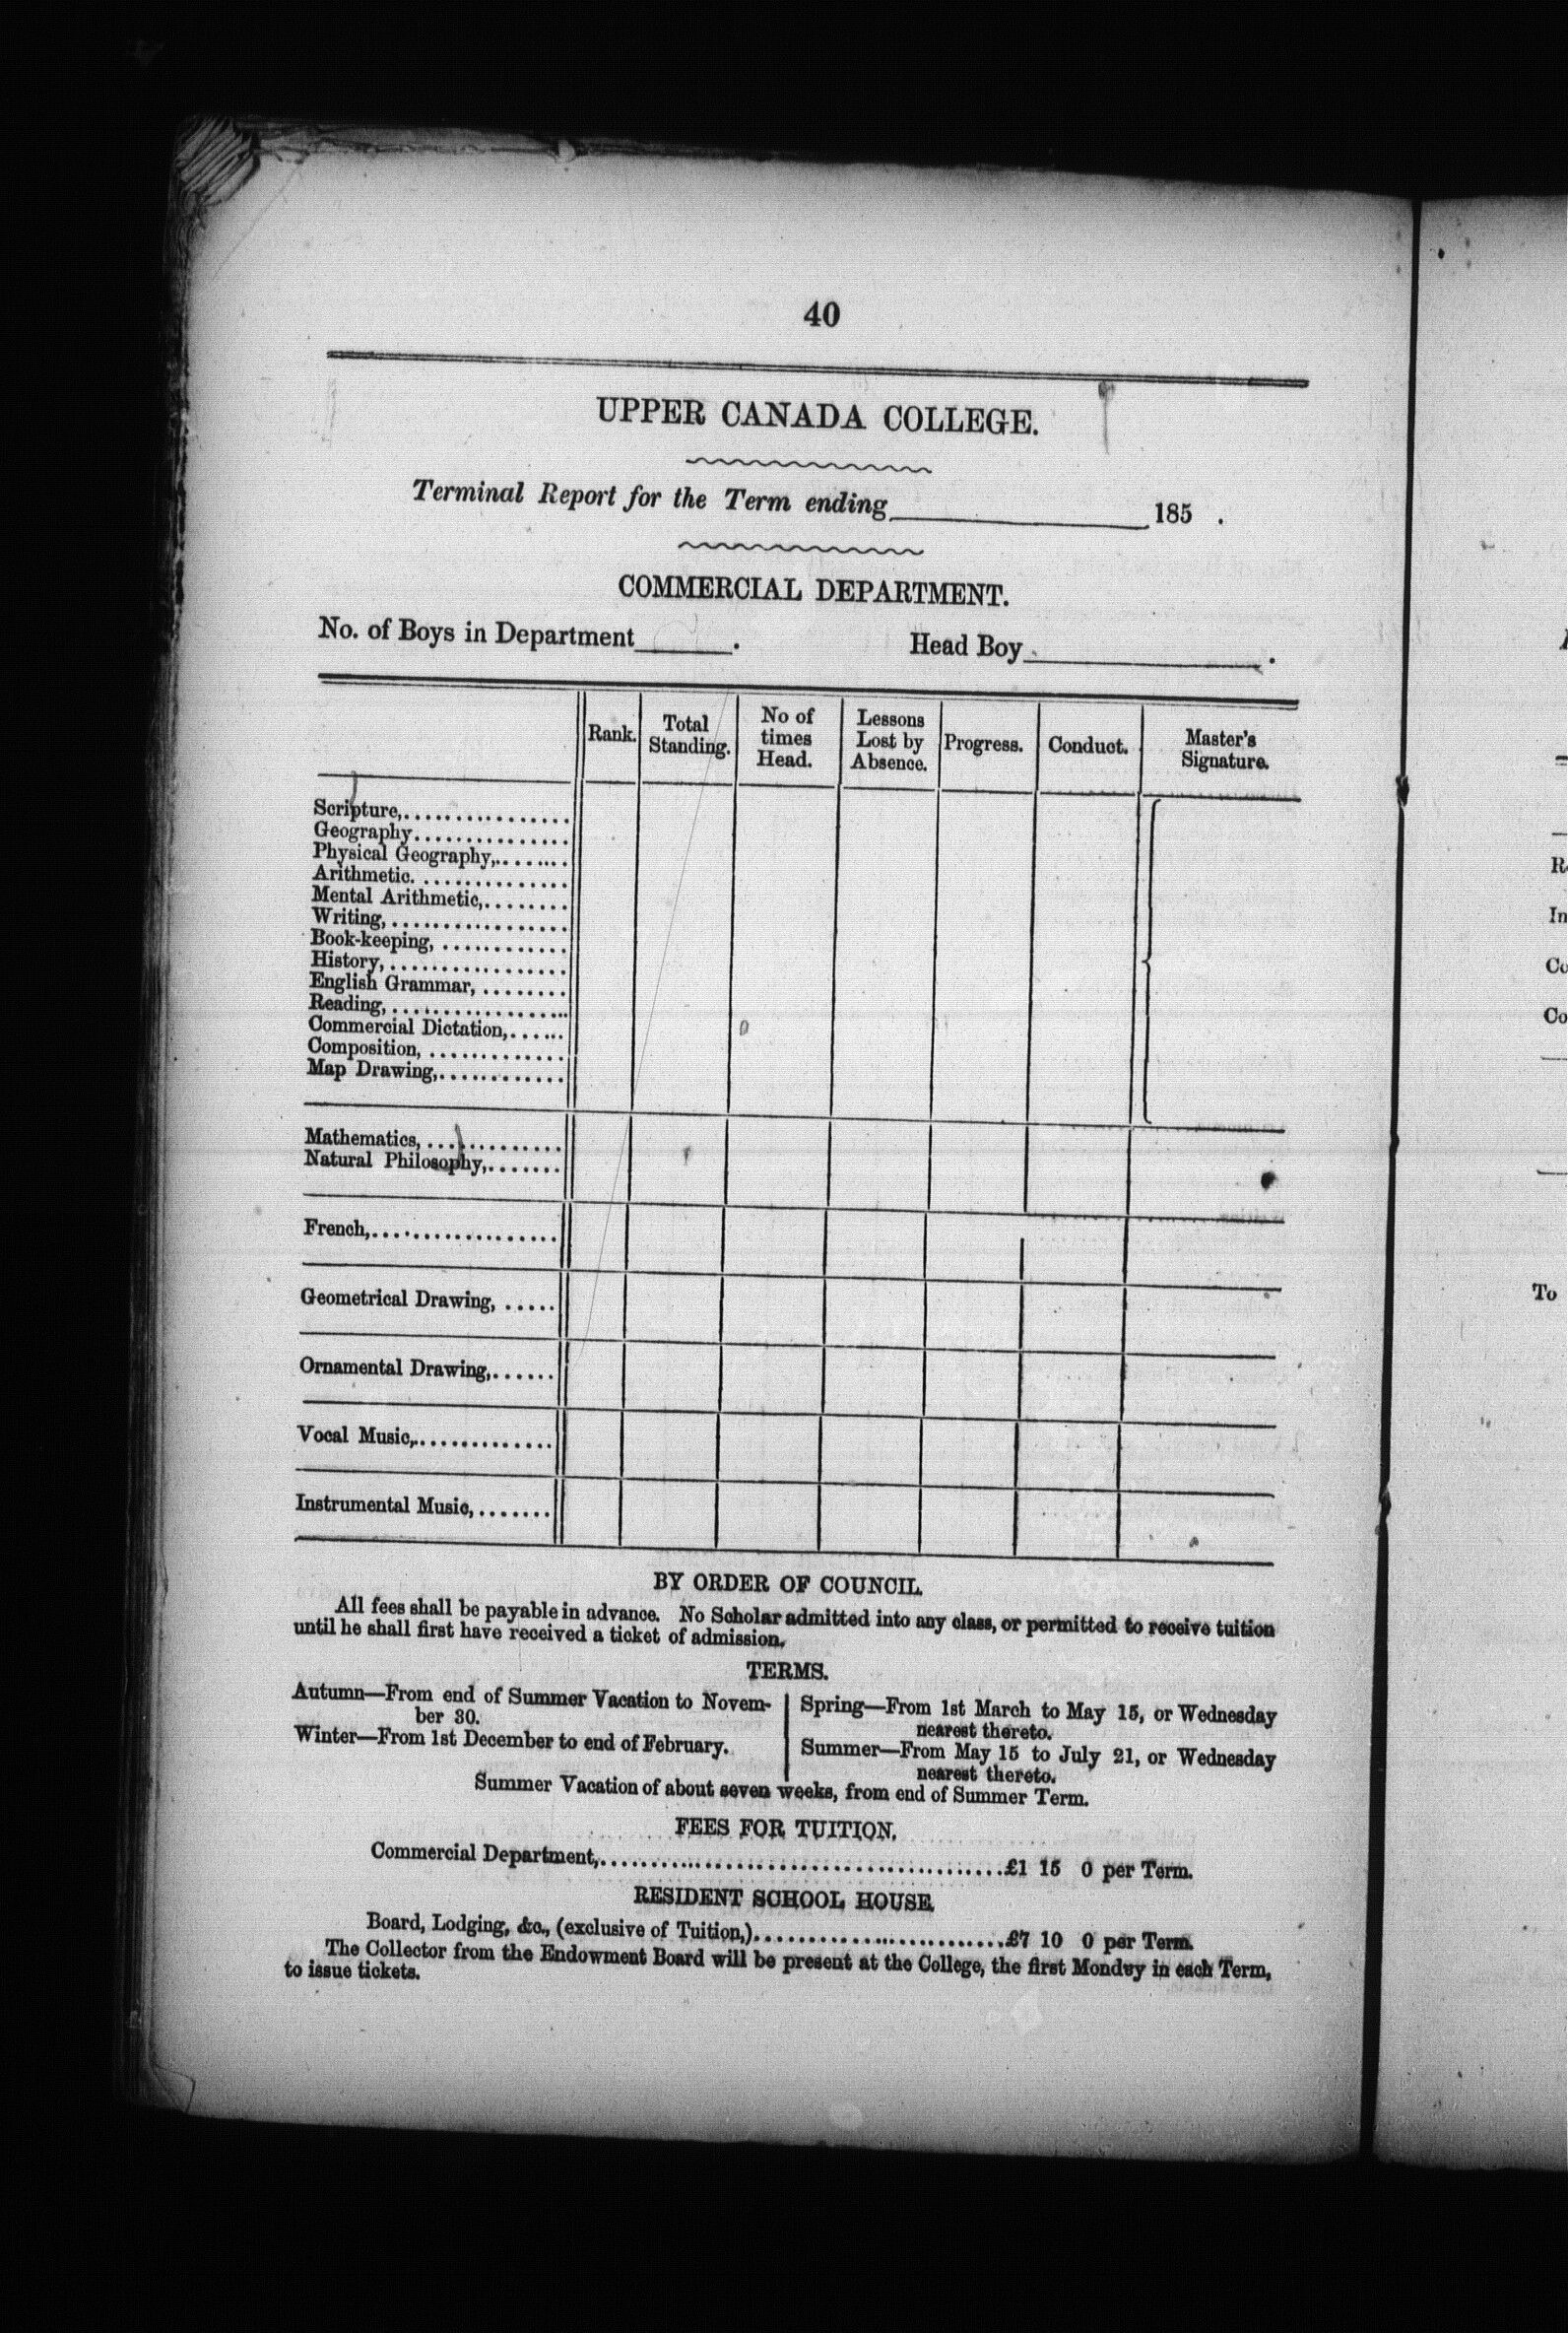 40
UPPER CANADA COLLEGE.
Terminal Report for the Term ending 185 .
COMMERCIAL DEPARTMENT.
No. of Boys in Department . Head Boy .
Rank. Total Standing. No of times Head. Lessons Lost by Absence. Progress. Conduct. Master's Signature.
Scripture,................
Geography...............
Physical Geography,.......
Arithmetic. ..............
Mental Arithmetic,........
Writing, .................
Book-keeping, ............
History, .................
English Grammar, ........
Reading, .................
Commercial Dictation,......
Composition, .............
Map Drawing,............
Mathematics, .............
Natural Philosophy,.......
French,..................
Geometrical Drawing, .....
Ornamental Drawing,......
Vocal Music,..............
Instrumental Music, .......
BY ORDER OF COUNCIL.
All fees shall be payable in advance. No Scholar admitted into any class, or permitted to receive tuition
until he shall first have received a ticket of admission.
TERMS.
Autumn—From end of Summer Vacation to Novem-
ber 30.
Winter—From 1st December to end of February.
Spring—From 1st March to May 15, or Wednesday
nearest thereto.
Summer—From May 15 to July 21, or Wednesday
nearest thereto.
Summer Vacation of about seven weeks, from end of Summer Term.
FEES FOR TUITION.
Commercial Department,........................................£1 15 0 per Term.
RESIDENT SCHOOL HOUSE.
Board, Lodging, &c., (exclusive of Tuition,).........................£7 10 0 per Term.
The Collector from the Endowment Board will be present at the College, the first Mondvy in each Term,
to issue tickets.
In
Co
Co
To